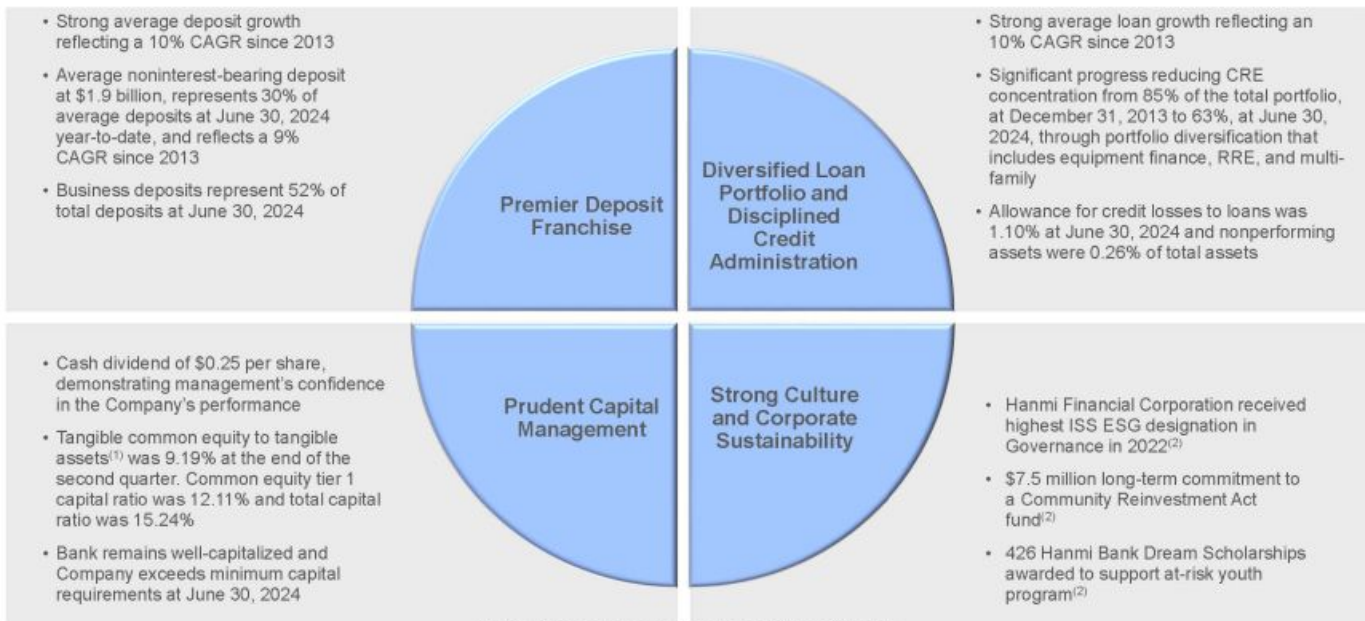 • Strong average deposit growth
reflecting a 10% CAGR since 2013
• Average noninterest-bearing deposit
at $1.9 billion, represents 30% of
average deposits at June 30, 2024
year-to-date, and reflects a 9%
CAGR since 2013
• Business deposits represent 52% of
total deposits at June 30, 2024
Premier Deposit
Franchise
Diversified Loan
Portfolio and
Disciplined
Credit
Administration
• Strong average loan growth reflecting an
10% CAGR since 2013
• Significant progress reducing CRE
concentration from 85% of the total portfolio,
at December 31, 2013 to 63%, at June 30,
2024, through portfolio diversification that
includes equipment finance, RRE, and multi-
family
• Allowance for credit losses to loans was
1.10% at June 30, 2024 and nonperforming
assets were 0.26% of total assets
• Cash dividend of $0.25 per share,
demonstrating management's confidence
in the Company's performance
• Tangible common equity to tangible
assets(1) was 9.19% at the end of the
second quarter. Common equity tier 1
capital ratio was 12.11% and total capital
ratio was 15.24%
• Bank remains well-capitalized and
Company exceeds minimum capital
requirements at June 30, 2024
Prudent Capital
Management
Strong Culture
and Corporate
Sustainability
• Hanmi Financial Corporation received
highest ISS ESG designation in
Governance in 2022(2)
• $7.5 million long-term commitment to
a Community Reinvestment Act
fund(2)
• 426 Hanmi Bank Dream Scholarships
awarded to support at-risk youth
program(2)